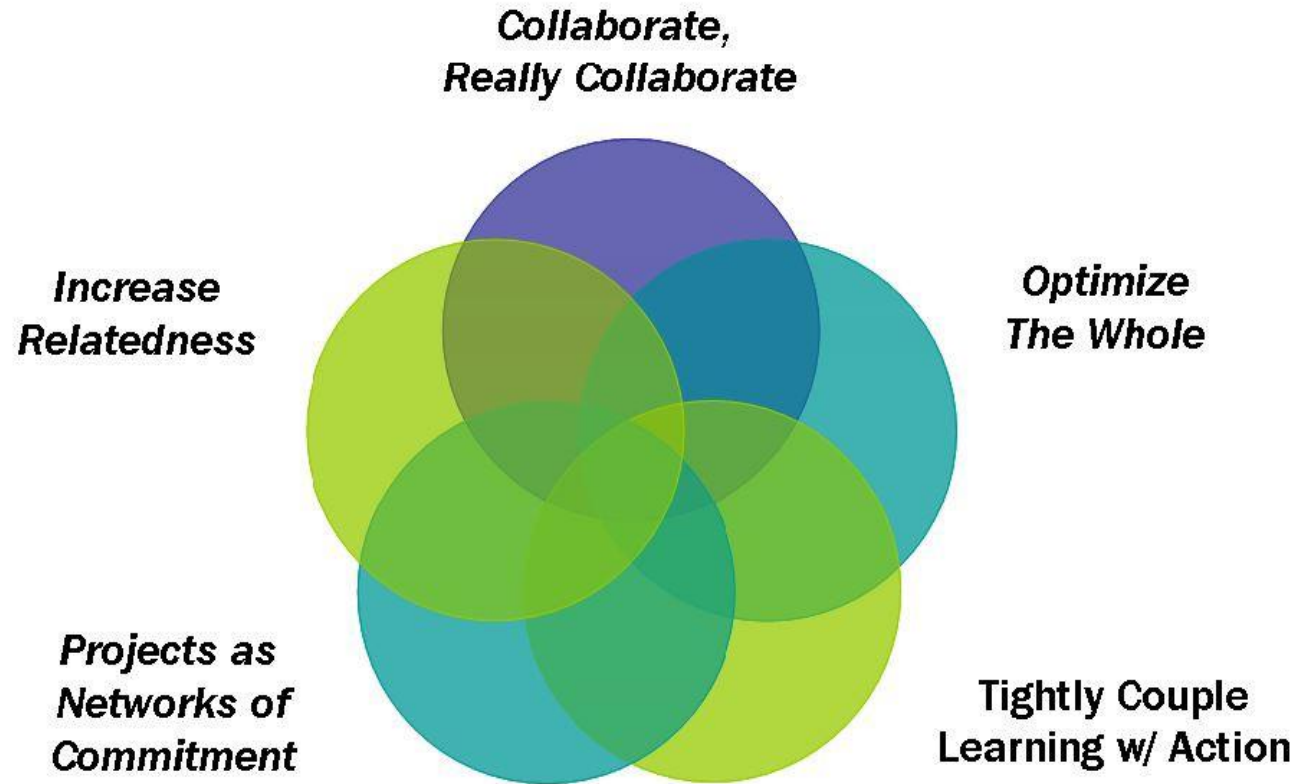 Collaborate,
Really Collaborate
Increase
Relatedness
Optimize
The Whole
Projects as
Networks of
Commitment
Tightly Couple
Learning w/ Action